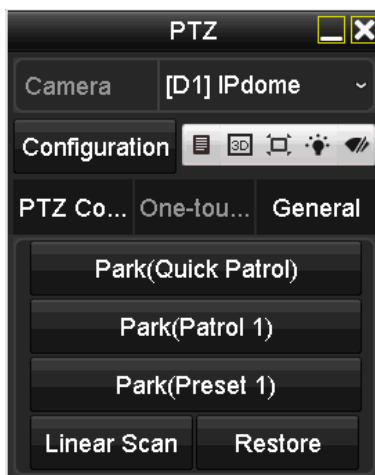 PTZ
Camera [D1] IPdome
Configuration 3D
PTZ Co... One-tou... General
Park(Quick Patrol)
Park(Patrol 1)
Park(Preset 1)
Linear Scan Restore